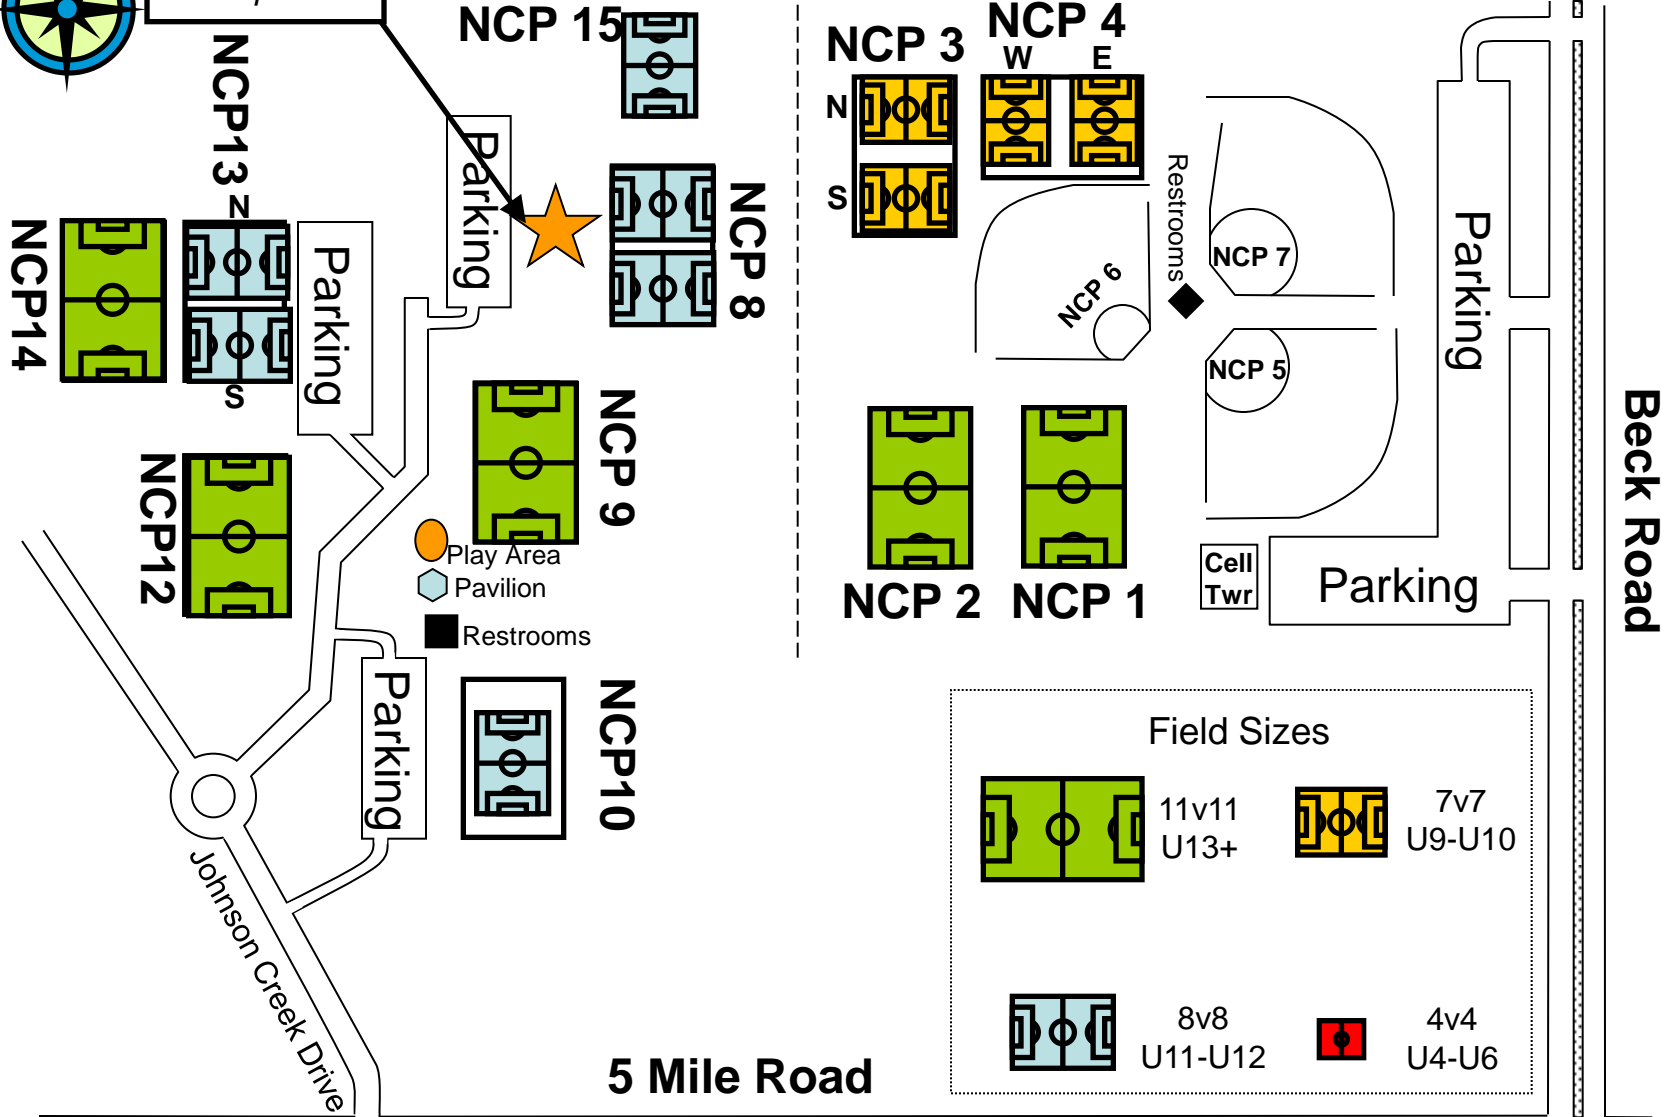 NCP 15
NCP 4
NCP 3
W
E
N
S
NCP13
N
S
Parking
NCP 8
Restrooms
NCP 7
NCP 6
NCP 5
Parking
NCP14
Parking
NCP 9
Beck Road
NCP12
Play Area
Pavilion
Restrooms
NCP 2
NCP 1
Cell
Twr
Parking
Parking
NCP10
Field Sizes
11v11
U13+
7v7
U9-U10
8v8
U11-U12
4v4
U4-U6
Johnson Creek Drive
5 Mile Road